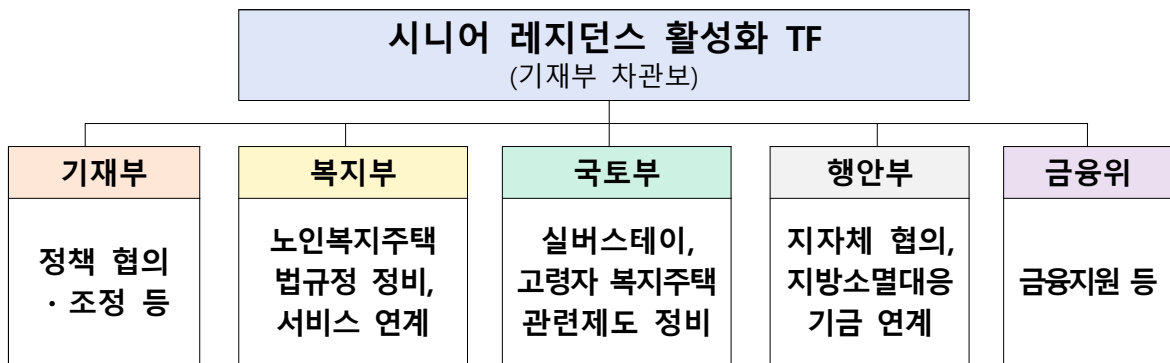 시니어 레지던스 활성화 TF
(기재부 차관보)
기재부
정책 협의
· 조정 등
복지부
노인복지주택
법규정 정비,
서비스 연계
국토부
실버스테이,
고령자 복지주택
관련제도 정비
행안부
지자체 협의,
지방소멸대응
기금 연계
금융위
금융지원 등